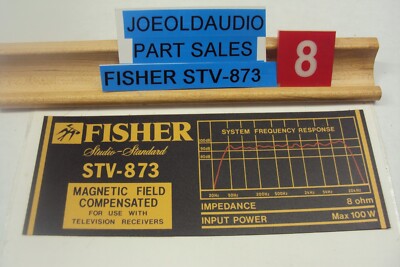 JOEOLDAUDIO
PART SALES
FISHER STV-873
8
FISHER
Studio-Standard
STV-873
MAGNETIC FIELD
COMPENSATED
FOR USE WITH
TELEVISION RECEIVERS
SYSTEM FREQUENCY RESPONSE
IMPEDANCE 8 ohm
INPUT POWER Max 100 W